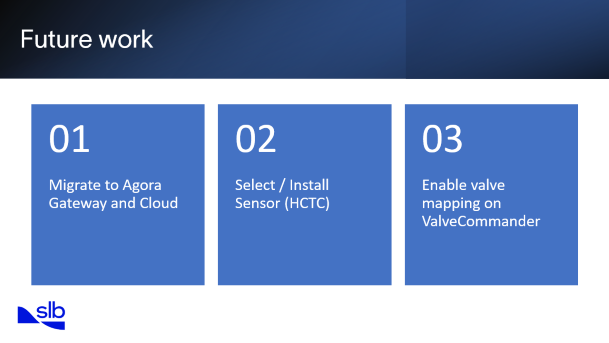 Future work
01
Migrate to Agora
Gateway and Cloud
02
Select / Install
Sensor (HCTC)
03
Enable valve
mapping on
ValveCommander
slb